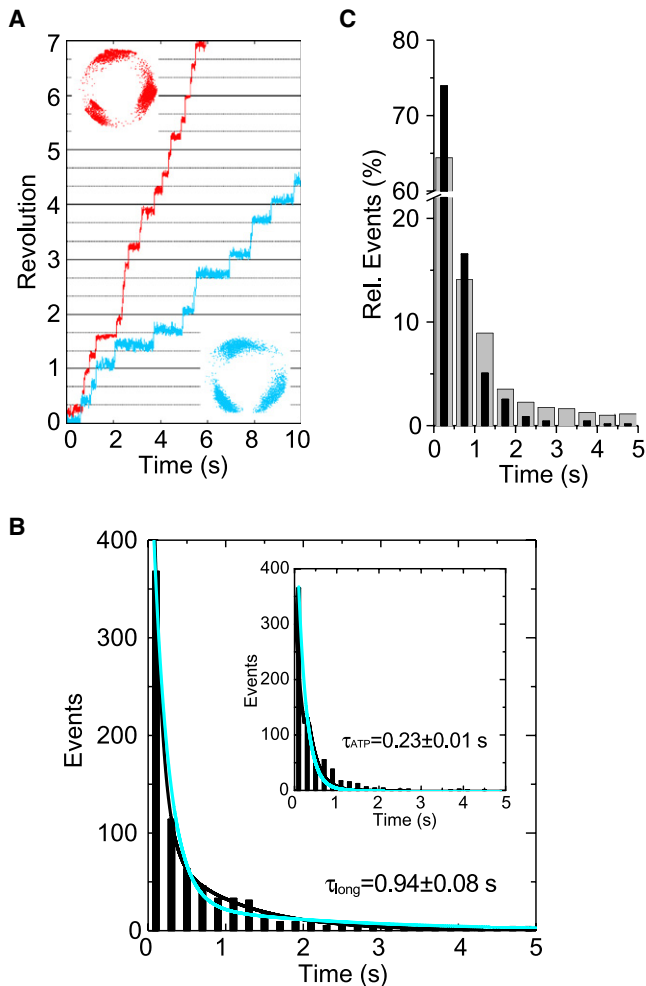 A
7
6
5
4
3
2
1
0
Revolution
0 2 4 6 8 10
Time (s)
C
80
70
60
20
15
10
5
0
Rel. Events (%)
0 1 2 3 4 5
Time (s)
B
400
300
200
100
0
Events
0 1 2 3 4 5
Time (s)
τlong=0.94±0.08 s
400
300
200
100
0
Events
0 1 2 3 4 5
Time (s)
τATP=0.23±0.01 s